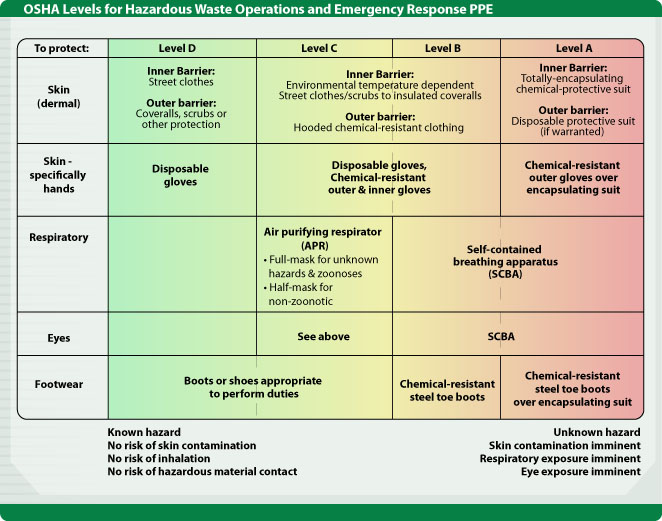 OSHA Levels for Hazardous Waste Operations and Emergency Response PPE
To protect:
Level D
Level C
Level B
Level A
Skin
(dermal)
Inner Barrier:
Street clothes
Outer barrier:
Coveralls, scrubs or
other protection
Inner Barrier:
Environmental temperature dependent
Street clothes/scrubs to insulated coveralls
Outer barrier:
Hooded chemical-resistant clothing
Inner Barrier:
Totally-encapsulating
chemical-protective suit
Outer barrier:
Disposable protective suit
(if warranted)
Skin -
specifically
hands
Disposable
gloves
Disposable gloves,
Chemical-resistant
outer & inner gloves
Chemical-resistant
outer gloves over
encapsulating suit
Respiratory
Air purifying respirator
(APR)
• Full-mask for unknown
hazards & zoonoses
• Half-mask for
non-zoonotic
Self-contained
breathing apparatus
(SCBA)
Eyes
See above
SCBA
Footwear
Boots or shoes appropriate
to perform duties
Chemical-resistant
steel toe boots
Chemical-resistant
steel toe boots
over encapsulating suit
Known hazard
No risk of skin contamination
No risk of inhalation
No risk of hazardous material contact
Unknown hazard
Skin contamination imminent
Respiratory exposure imminent
Eye exposure imminent